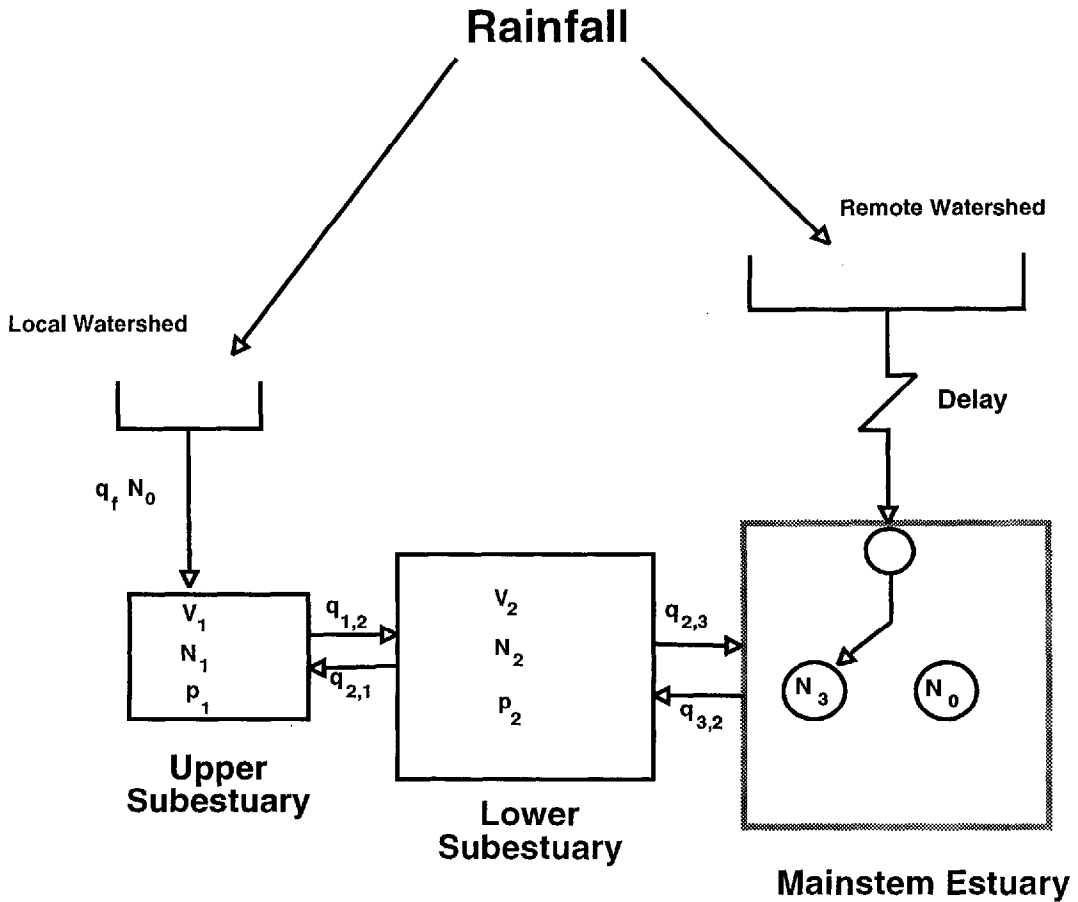 Rainfall
Remote Watershed
Local Watershed
Delay
q_f N_0
V_1
N_1
p_1
q_1,2
q_2,1
V_2
N_2
p_2
q_2,3
q_3,2
N_3
N_0
Upper
Subestuary
Lower
Subestuary
Mainstem Estuary